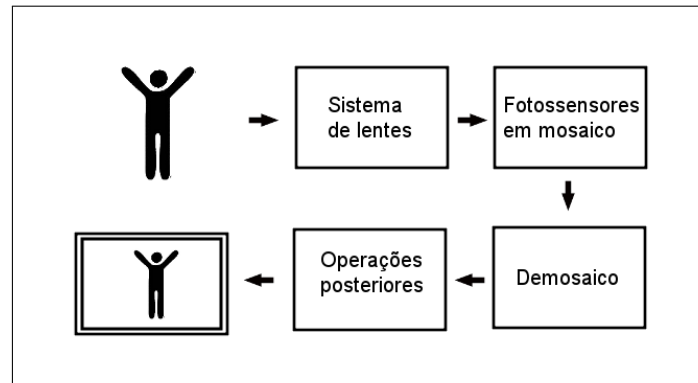 Sistema
de lentes
Fotossensores
em mosaico
Operações
posteriores
Demosaico